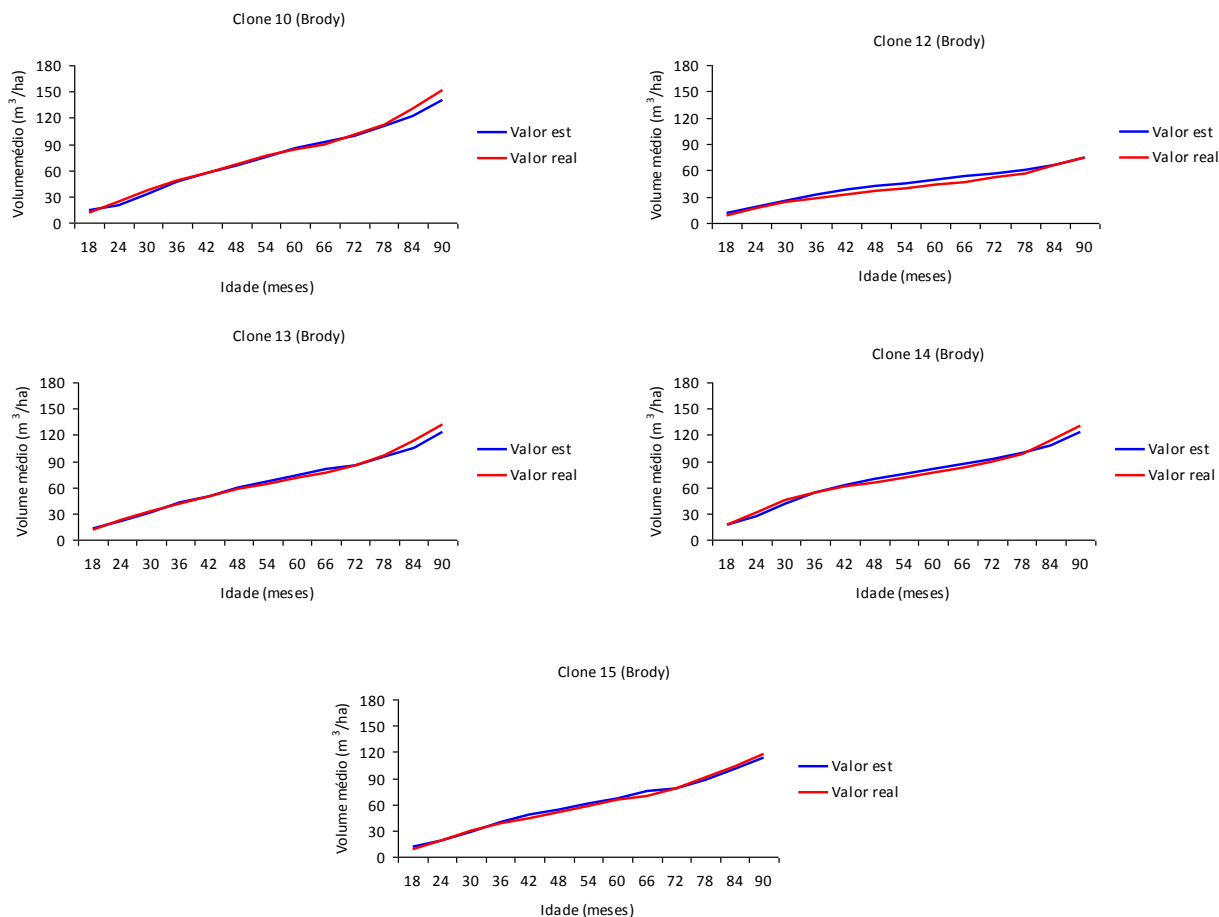 Clone 10 (Brody)
Volumemédio (m³/ha)
180
150
120
90
60
30
0
18 24 30 36 42 48 54 60 66 72 78 84 90
Idade (meses)
Valor est
Valor real
Clone 12 (Brody)
Volume médio (m³/ha)
180
150
120
90
60
30
0
18 24 30 36 42 48 54 60 66 72 78 84 90
Idade (meses)
Valor est
Valor real
Clone 13 (Brody)
Volume médio (m³/ha)
180
150
120
90
60
30
0
18 24 30 36 42 48 54 60 66 72 78 84 90
Idade (meses)
Valor est
Valor real
Clone 14 (Brody)
Volume médio (m³/ha)
180
150
120
90
60
30
0
18 24 30 36 42 48 54 60 66 72 78 84 90
Idade (meses)
Valor est
Valor real
Clone 15 (Brody)
Volume médio (m³/ha)
180
150
120
90
60
30
0
18 24 30 36 42 48 54 60 66 72 78 84 90
Idade (meses)
Valor est
Valor real